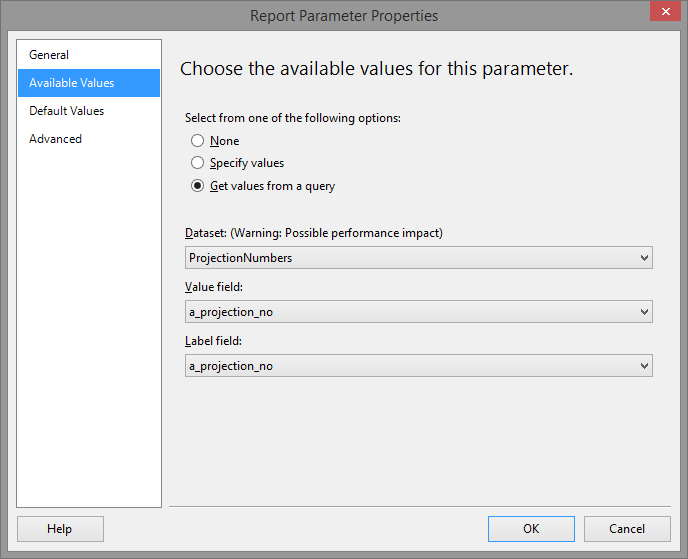 Report Parameter Properties
General
Available Values
Default Values
Advanced
Choose the available values for this parameter.
Select from one of the following options:
None
Specify values
Get values from a query
Dataset: (Warning: Possible performance impact)
ProjectionNumbers
Value field:
a_projection_no
Label field:
a_projection_no
Help
OK
Cancel